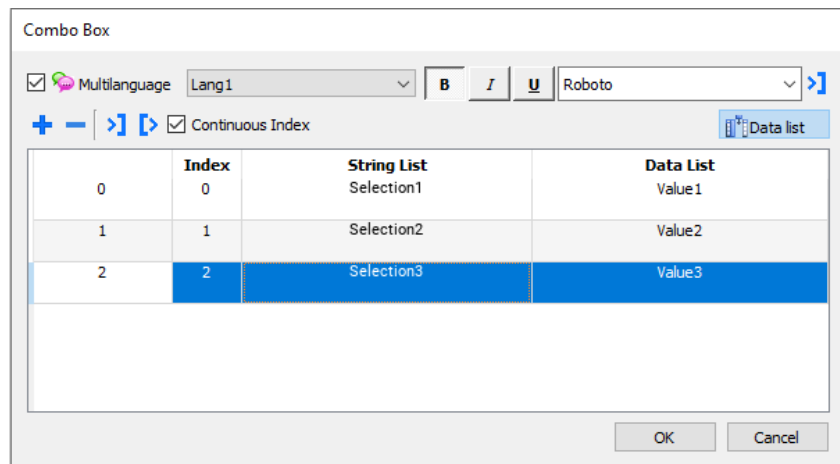 Combo Box
Multilanguage Lang1 B I U Roboto
Continuous Index Data list
Index String List Data List
0 0 Selection1 Value1
1 1 Selection2 Value2
2 2 Selection3 Value3
OK Cancel